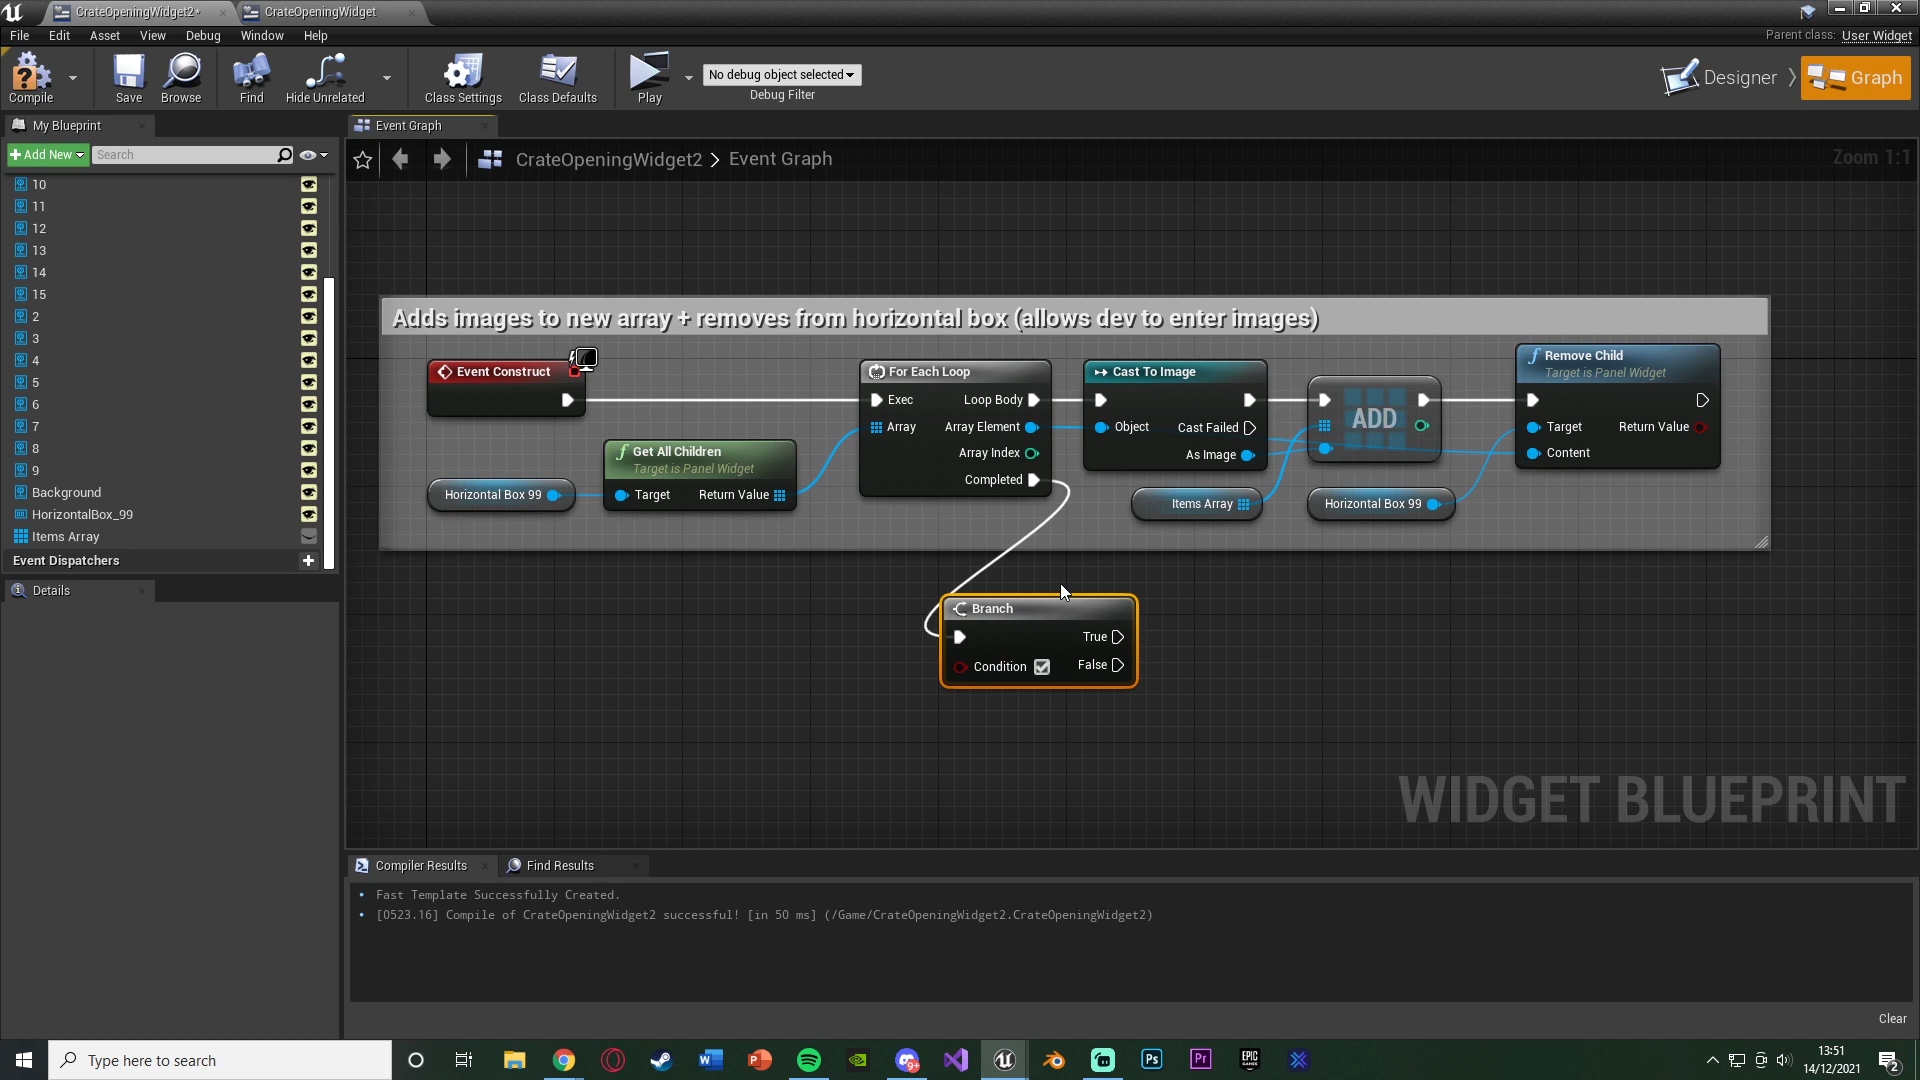 CrateOpeningWidget2*
CrateOpeningWidget
File Edit Asset View Debug Window Help
Parent class: User Widget
Compile
Save
Browse
Find
Hide Unrelated
Class Settings
Class Defaults
Play
No debug object selected
Debug Filter
Designer
Graph
My Blueprint
Event Graph
Add New
Search
CrateOpeningWidget2 > Event Graph
Zoom 1:1
10
11
12
13
14
15
2
3
4
5
6
7
8
9
Background
HorizontalBox_99
Items Array
Event Dispatchers
Details
Adds images to new array + removes from horizontal box (allows dev to enter images)
Event Construct
Horizontal Box 99
Get All Children
Target is Panel Widget
Target Return Value
For Each Loop
Exec Loop Body
Array Array Element
Array Index
Completed
Cast To Image
Object Cast Failed
As Image
Items Array
ADD
Horizontal Box 99
Remove Child
Target is Panel Widget
Target Return Value
Content
Branch
True
Condition False
WIDGET BLUEPRINT
Compiler Results
Find Results
Fast Template Successfully Created.
[0523.16] Compile of CrateOpeningWidget2 successful! [in 50 ms] (/Game/CrateOpeningWidget2.CrateOpeningWidget2)
Clear
Type here to search
9+
Ps
Pr
EPIC GAMES
13:51
14/12/2021
2